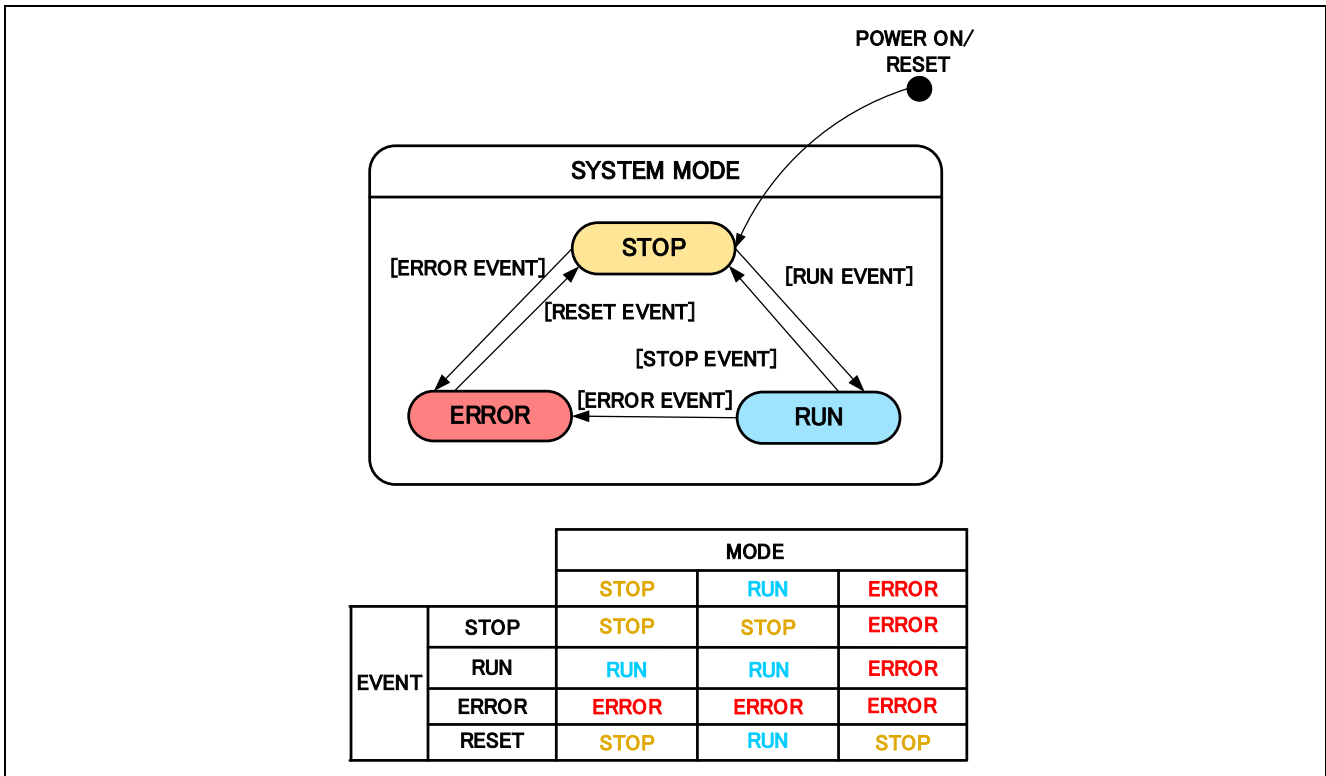 POWER ON/
RESET
SYSTEM MODE
STOP
[ERROR EVENT]
[RUN EVENT]
[RESET EVENT]
[STOP EVENT]
[ERROR EVENT]
ERROR
RUN
MODE
STOP RUN ERROR
EVENT
STOP STOP STOP ERROR
RUN RUN RUN ERROR
ERROR ERROR ERROR ERROR
RESET STOP RUN STOP